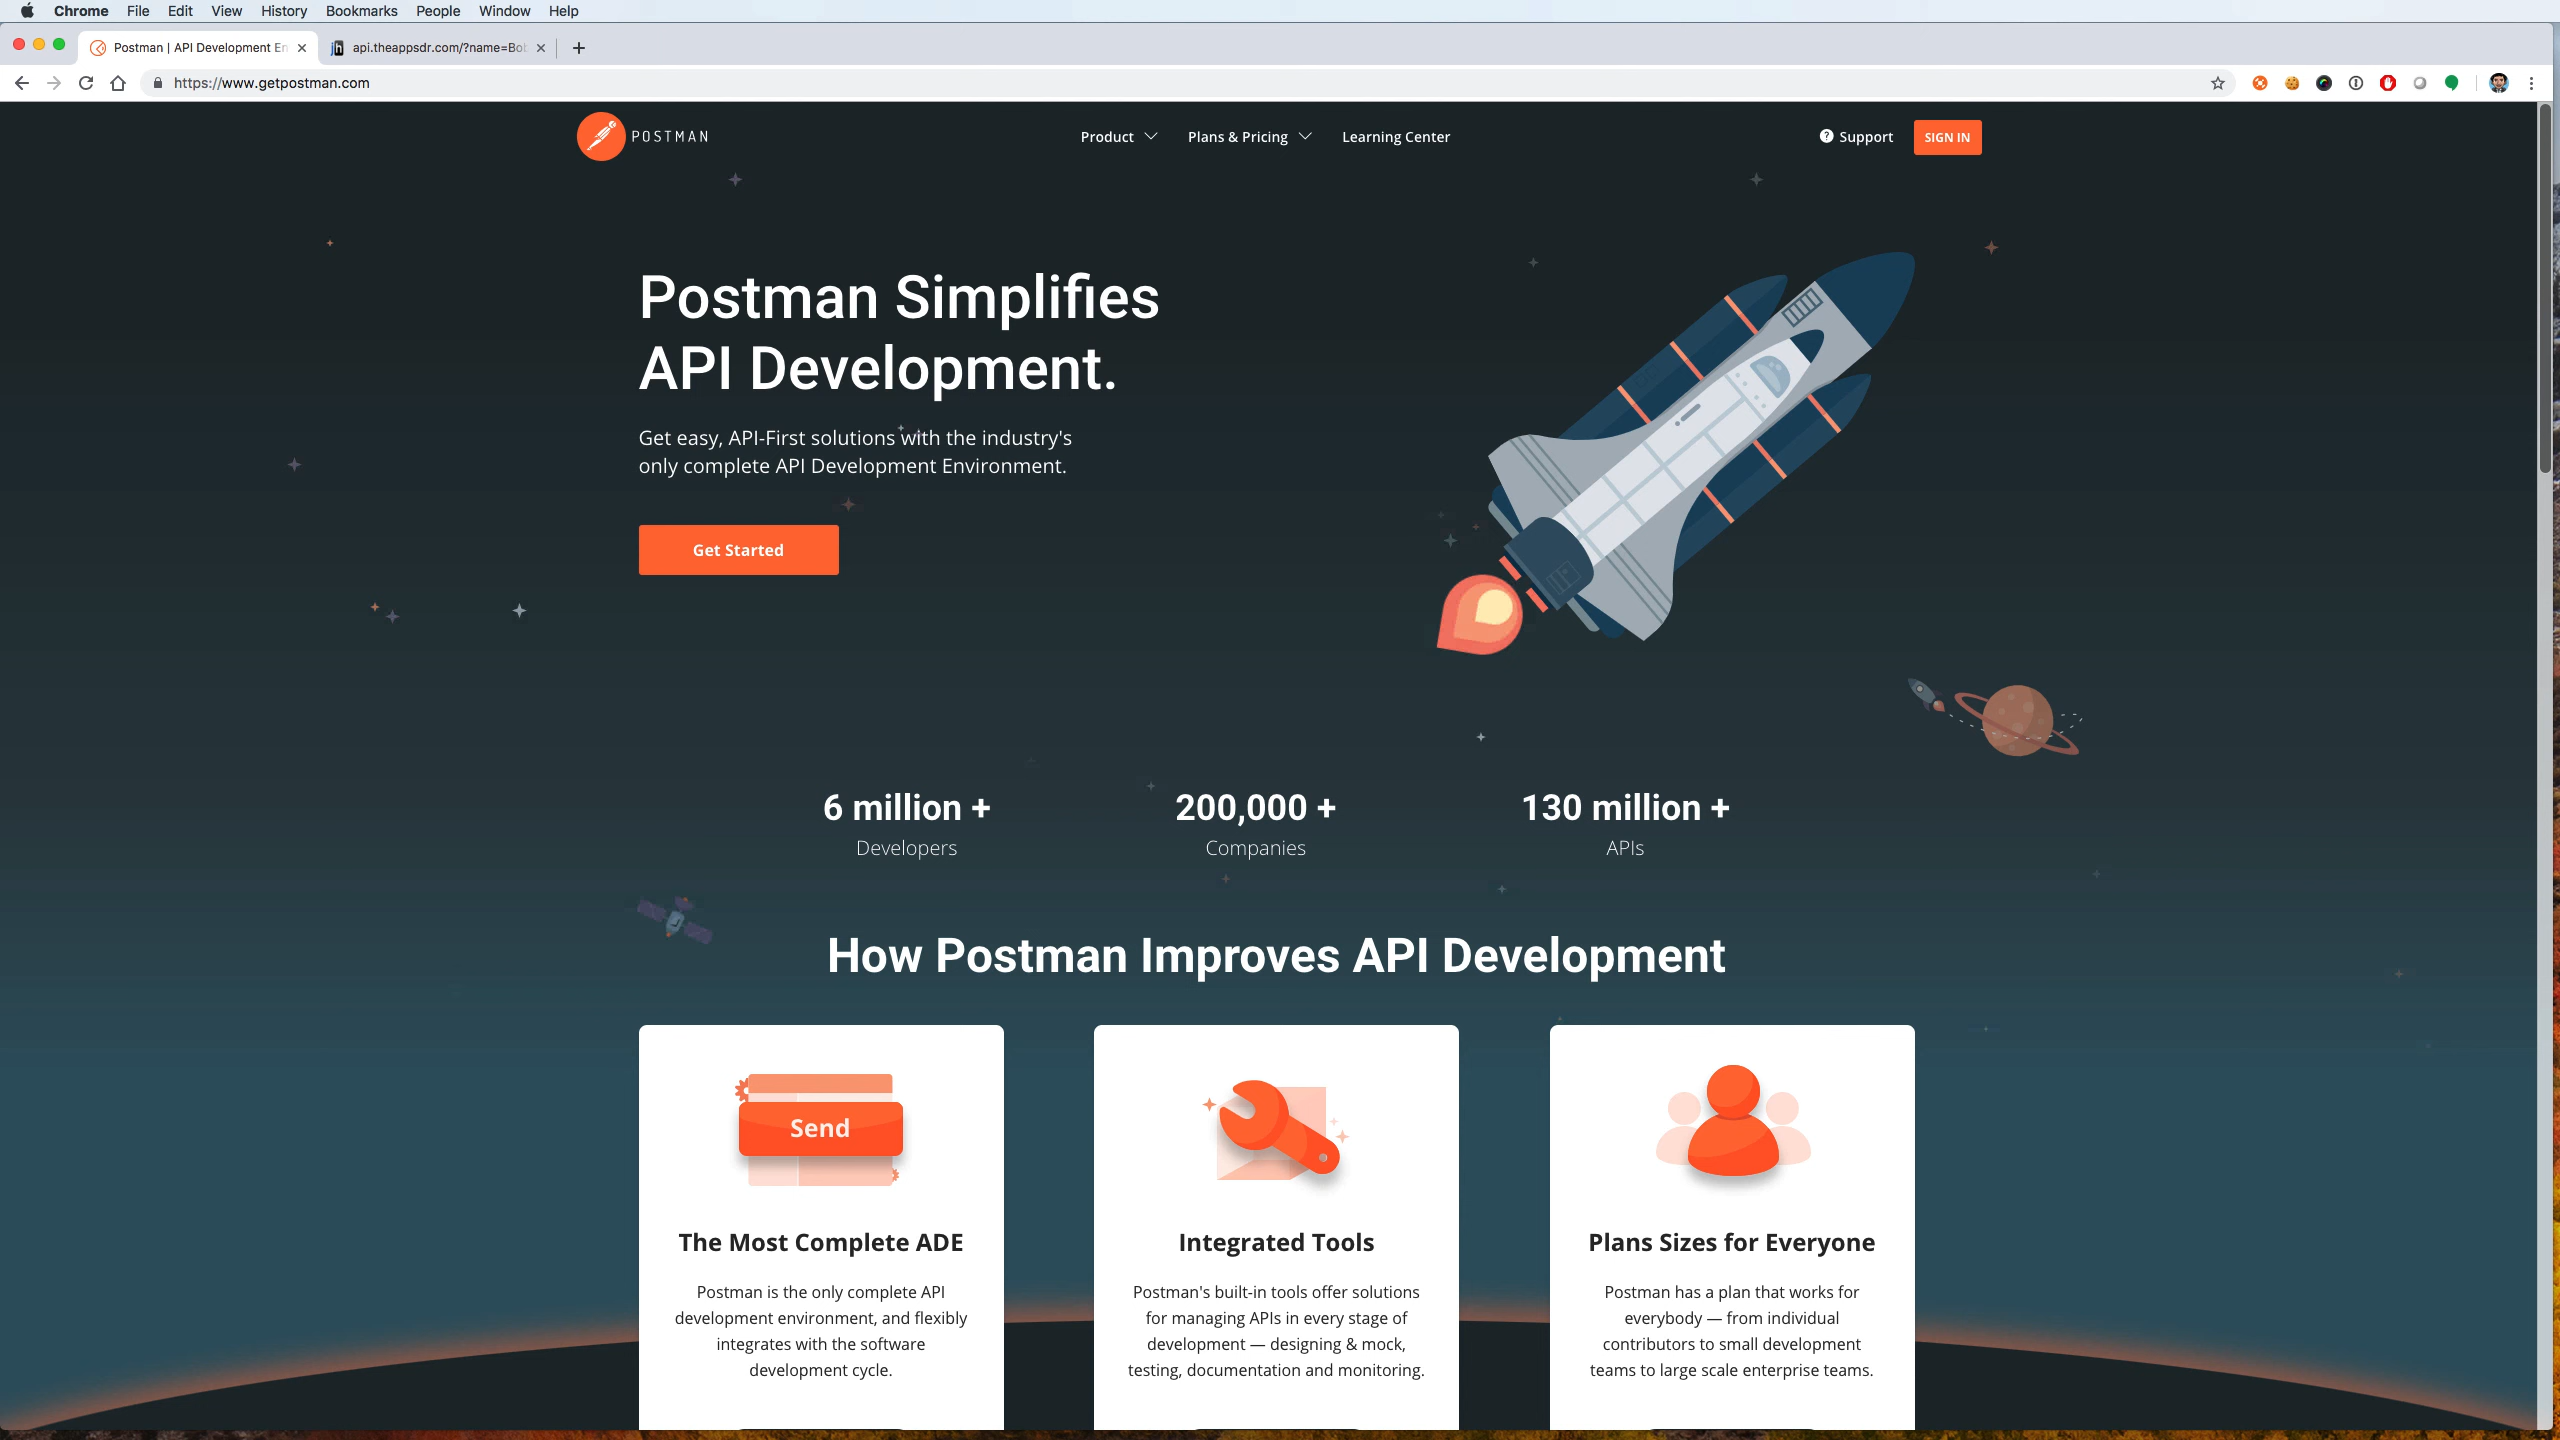 Chrome File Edit View History Bookmarks People Window Help
Postman | API Development En
api.theappsdr.com/?name=Bob
https://www.getpostman.com
POSTMAN
Product
Plans & Pricing
Learning Center
Support
SIGN IN
Postman Simplifies
API Development.
Get easy, API-First solutions with the industry's
only complete API Development Environment.
Get Started
6 million +
Developers
200,000 +
Companies
130 million +
APIs
How Postman Improves API Development
Send
The Most Complete ADE
Postman is the only complete API
development environment, and flexibly
integrates with the software
development cycle.
Integrated Tools
Postman's built-in tools offer solutions
for managing APIs in every stage of
development — designing & mock,
testing, documentation and monitoring.
Plans Sizes for Everyone
Postman has a plan that works for
everybody — from individual
contributors to small development
teams to large scale enterprise teams.